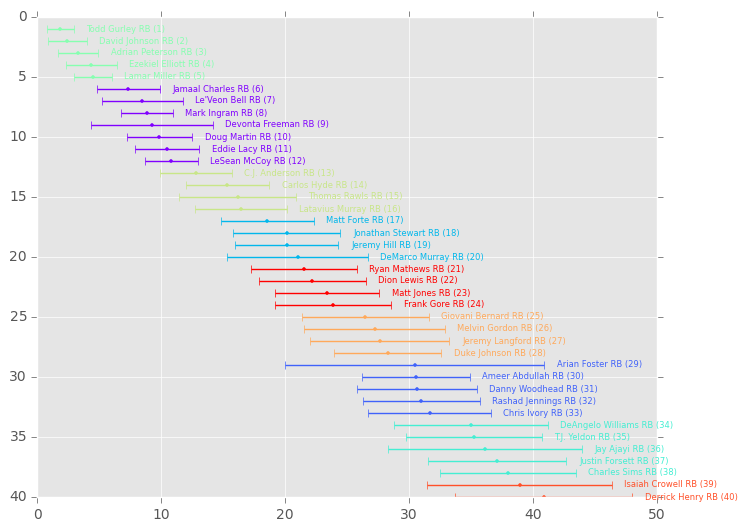 0
Todd Gurley RB (1)
David Johnson RB (2)
Adrian Peterson RB (3)
Ezekiel Elliott RB (4)
5
Lamar Miller RB (5)
Jamaal Charles RB (6)
Le'Veon Bell RB (7)
Mark Ingram RB (8)
Devonta Freeman RB (9)
10
Doug Martin RB (10)
Eddie Lacy RB (11)
LeSean McCoy RB (12)
C.J. Anderson RB (13)
Carlos Hyde RB (14)
15
Thomas Rawls RB (15)
Latavius Murray RB (16)
Matt Forte RB (17)
Jonathan Stewart RB (18)
Jeremy Hill RB (19)
20
DeMarco Murray RB (20)
Ryan Mathews RB (21)
Dion Lewis RB (22)
Matt Jones RB (23)
Frank Gore RB (24)
25
Giovani Bernard RB (25)
Melvin Gordon RB (26)
Jeremy Langford RB (27)
Duke Johnson RB (28)
Arian Foster RB (29)
30
Ameer Abdullah RB (30)
Danny Woodhead RB (31)
Rashad Jennings RB (32)
Chris Ivory RB (33)
DeAngelo Williams RB (34)
35
T.J. Yeldon RB (35)
Jay Ajayi RB (36)
Justin Forsett RB (37)
Charles Sims RB (38)
Isaiah Crowell RB (39)
40
Derrick Henry RB (40)
0 10 20 30 40 50